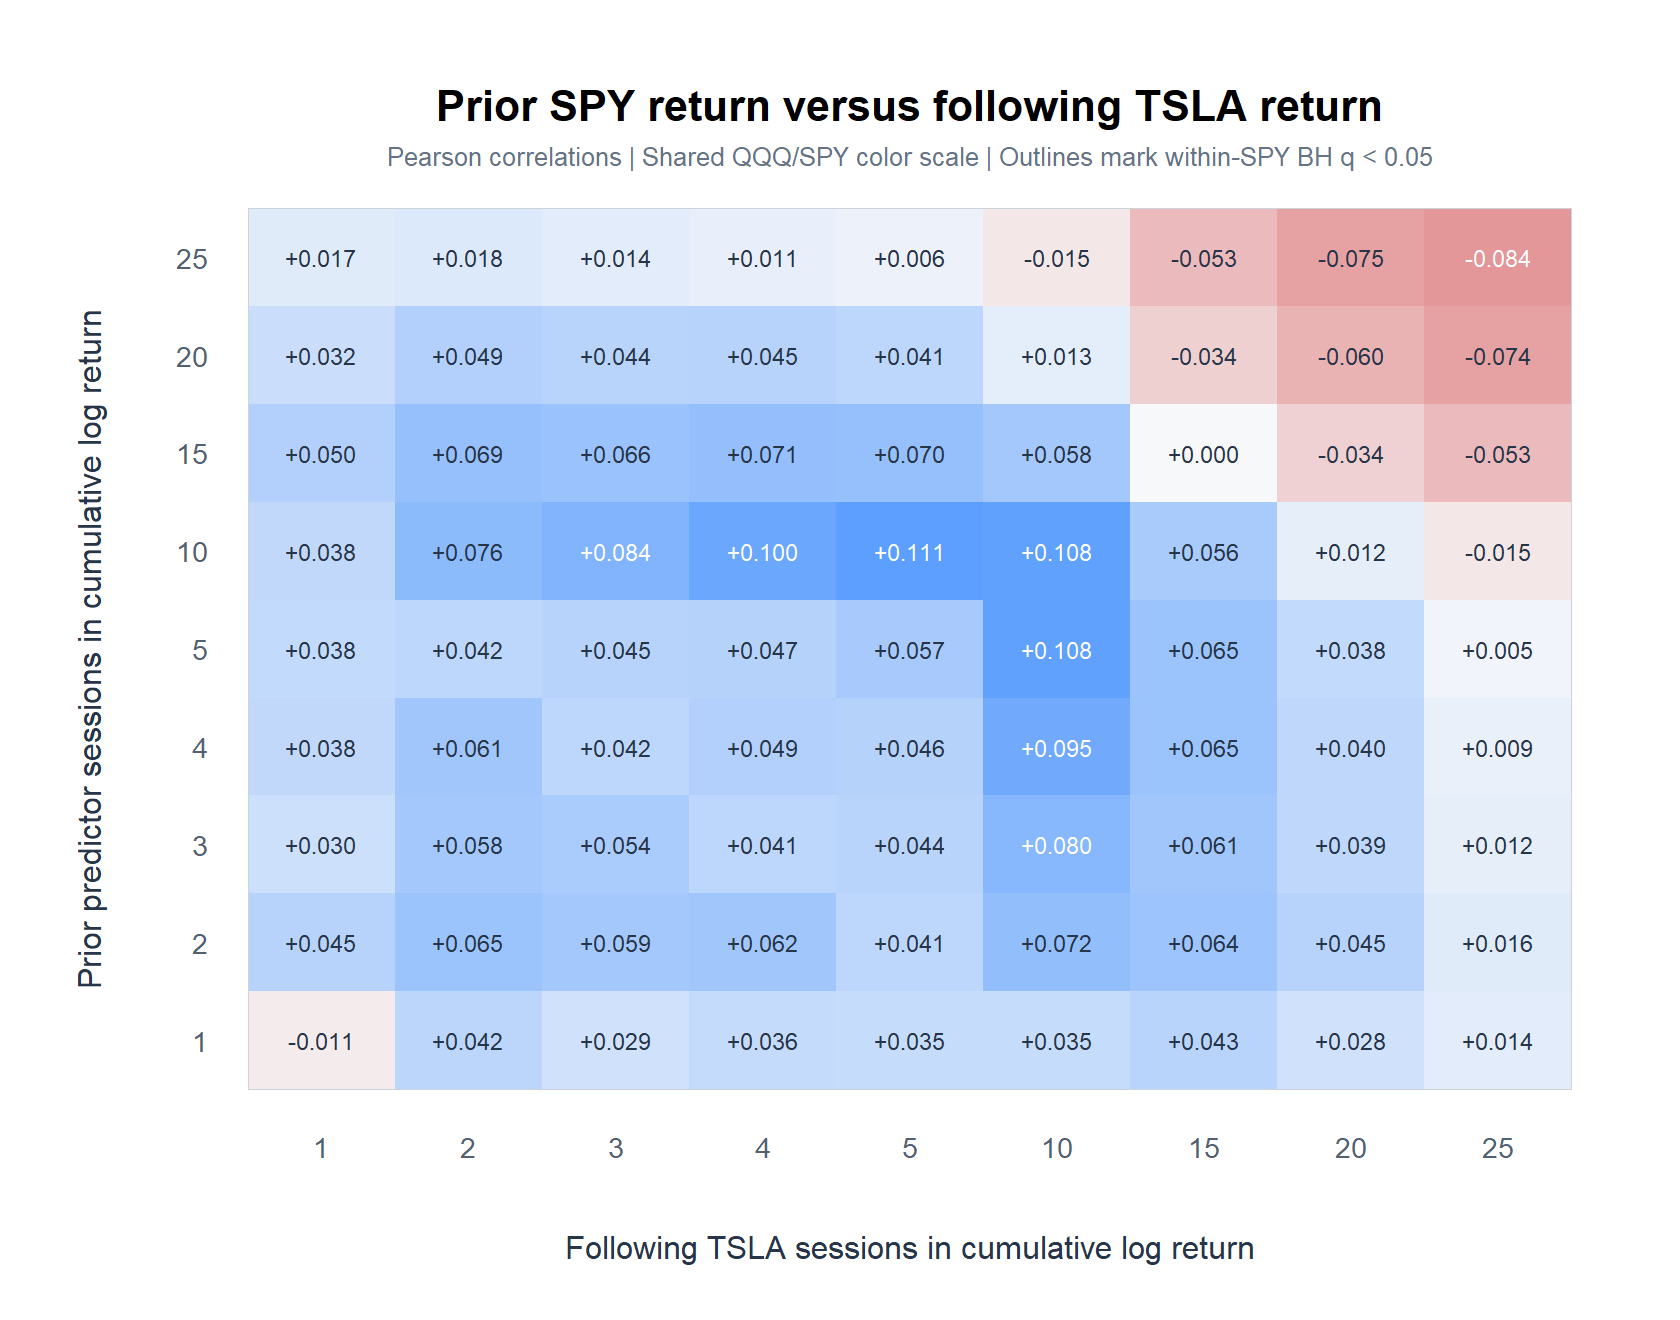 Prior SPY return versus following TSLA return
Pearson correlations | Shared QQQ/SPY color scale | Outlines mark within-SPY BH q < 0.05
Prior predictor sessions in cumulative log return
25 +0.017 +0.018 +0.014 +0.011 +0.006 -0.015 -0.053 -0.075 -0.084
20 +0.032 +0.049 +0.044 +0.045 +0.041 +0.013 -0.034 -0.060 -0.074
15 +0.050 +0.069 +0.066 +0.071 +0.070 +0.058 +0.000 -0.034 -0.053
10 +0.038 +0.076 +0.084 +0.100 +0.111 +0.108 +0.056 +0.012 -0.015
5 +0.038 +0.042 +0.045 +0.047 +0.057 +0.108 +0.065 +0.038 +0.005
4 +0.038 +0.061 +0.042 +0.049 +0.046 +0.095 +0.065 +0.040 +0.009
3 +0.030 +0.058 +0.054 +0.041 +0.044 +0.080 +0.061 +0.039 +0.012
2 +0.045 +0.065 +0.059 +0.062 +0.041 +0.072 +0.064 +0.045 +0.016
1 -0.011 +0.042 +0.029 +0.036 +0.035 +0.035 +0.043 +0.028 +0.014
1 2 3 4 5 10 15 20 25
Following TSLA sessions in cumulative log return